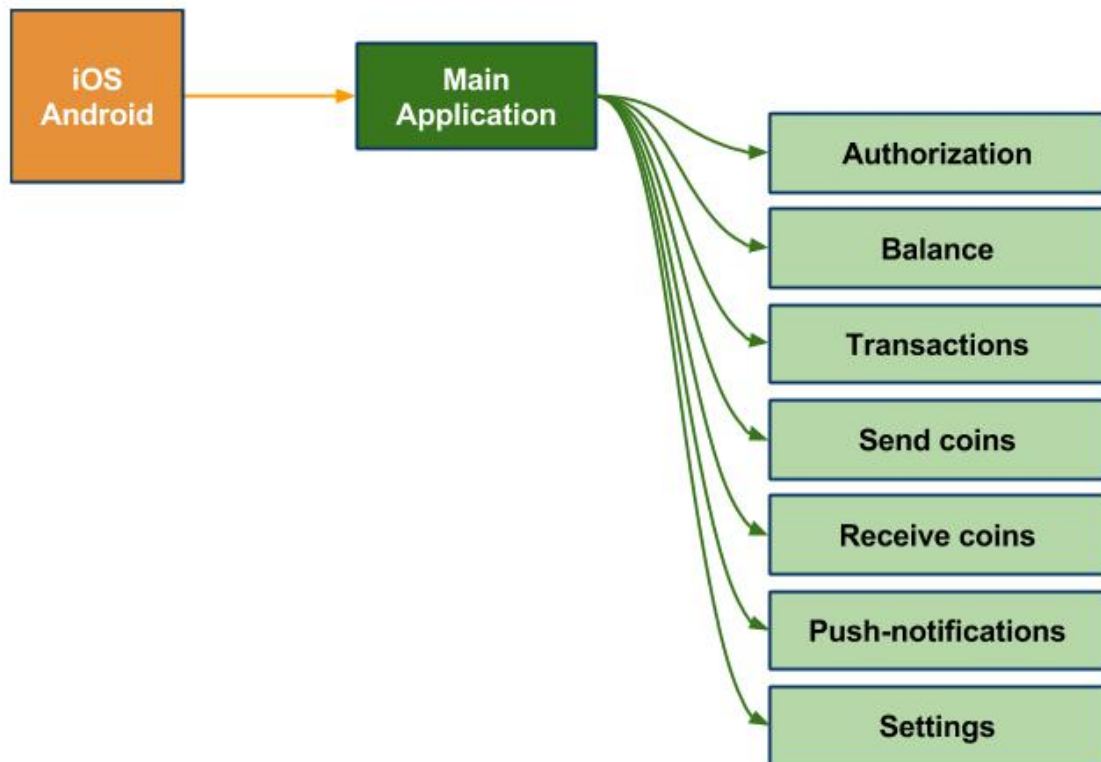 iOS
Android
Main
Application
Authorization
Balance
Transactions
Send coins
Receive coins
Push-notifications
Settings